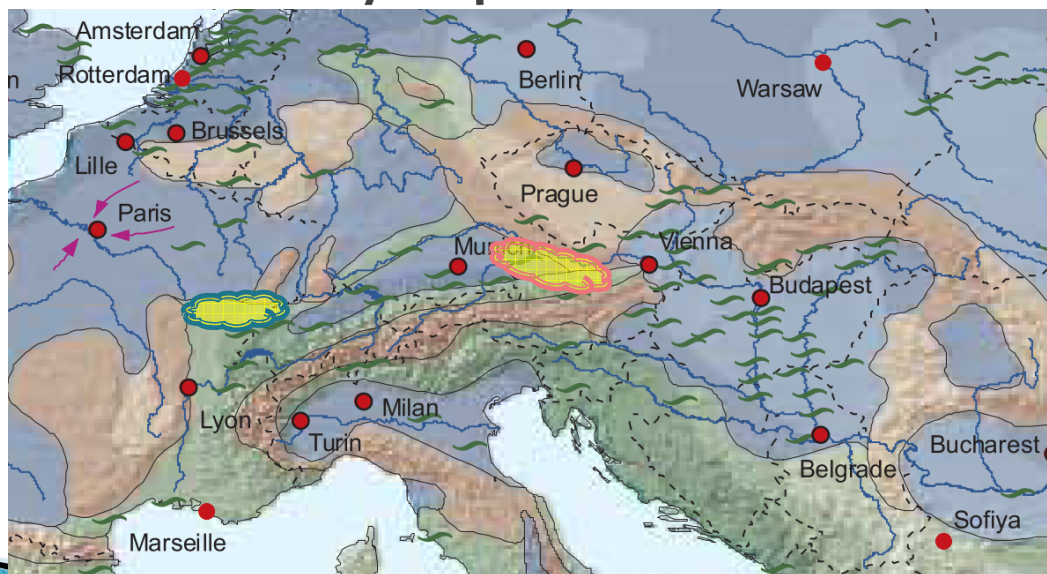 Amsterdam
Berlin
Rotterdam
Warsaw
Brussels
Lille
Prague
Paris
Vienna
Budapest
Lyon
Milan
Turin
Bucharest
Belgrade
Sofiya
Marseille